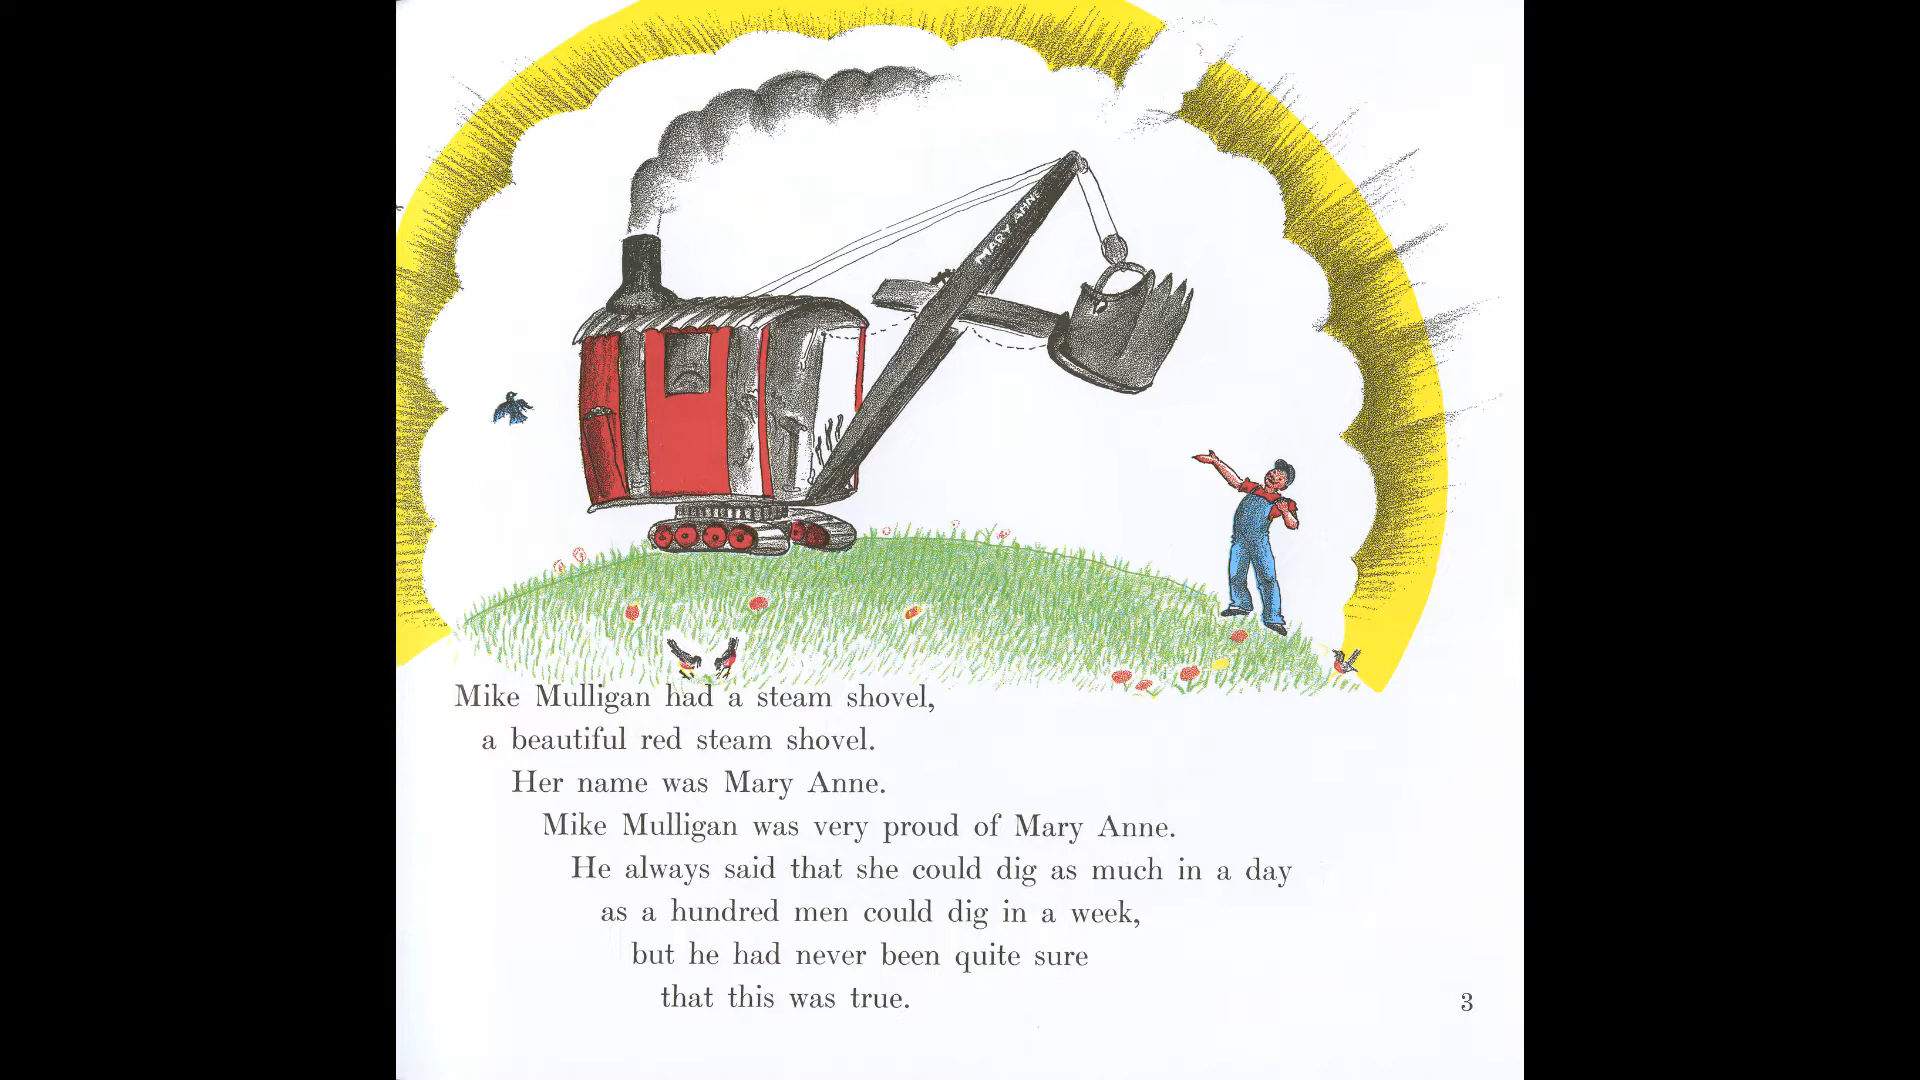 MARY ANNE
Mike Mulligan had a steam shovel,
a beautiful red steam shovel.
Her name was Mary Anne.
Mike Mulligan was very proud of Mary Anne.
He always said that she could dig as much in a day
as a hundred men could dig in a week,
but he had never been quite sure
that this was true.
3